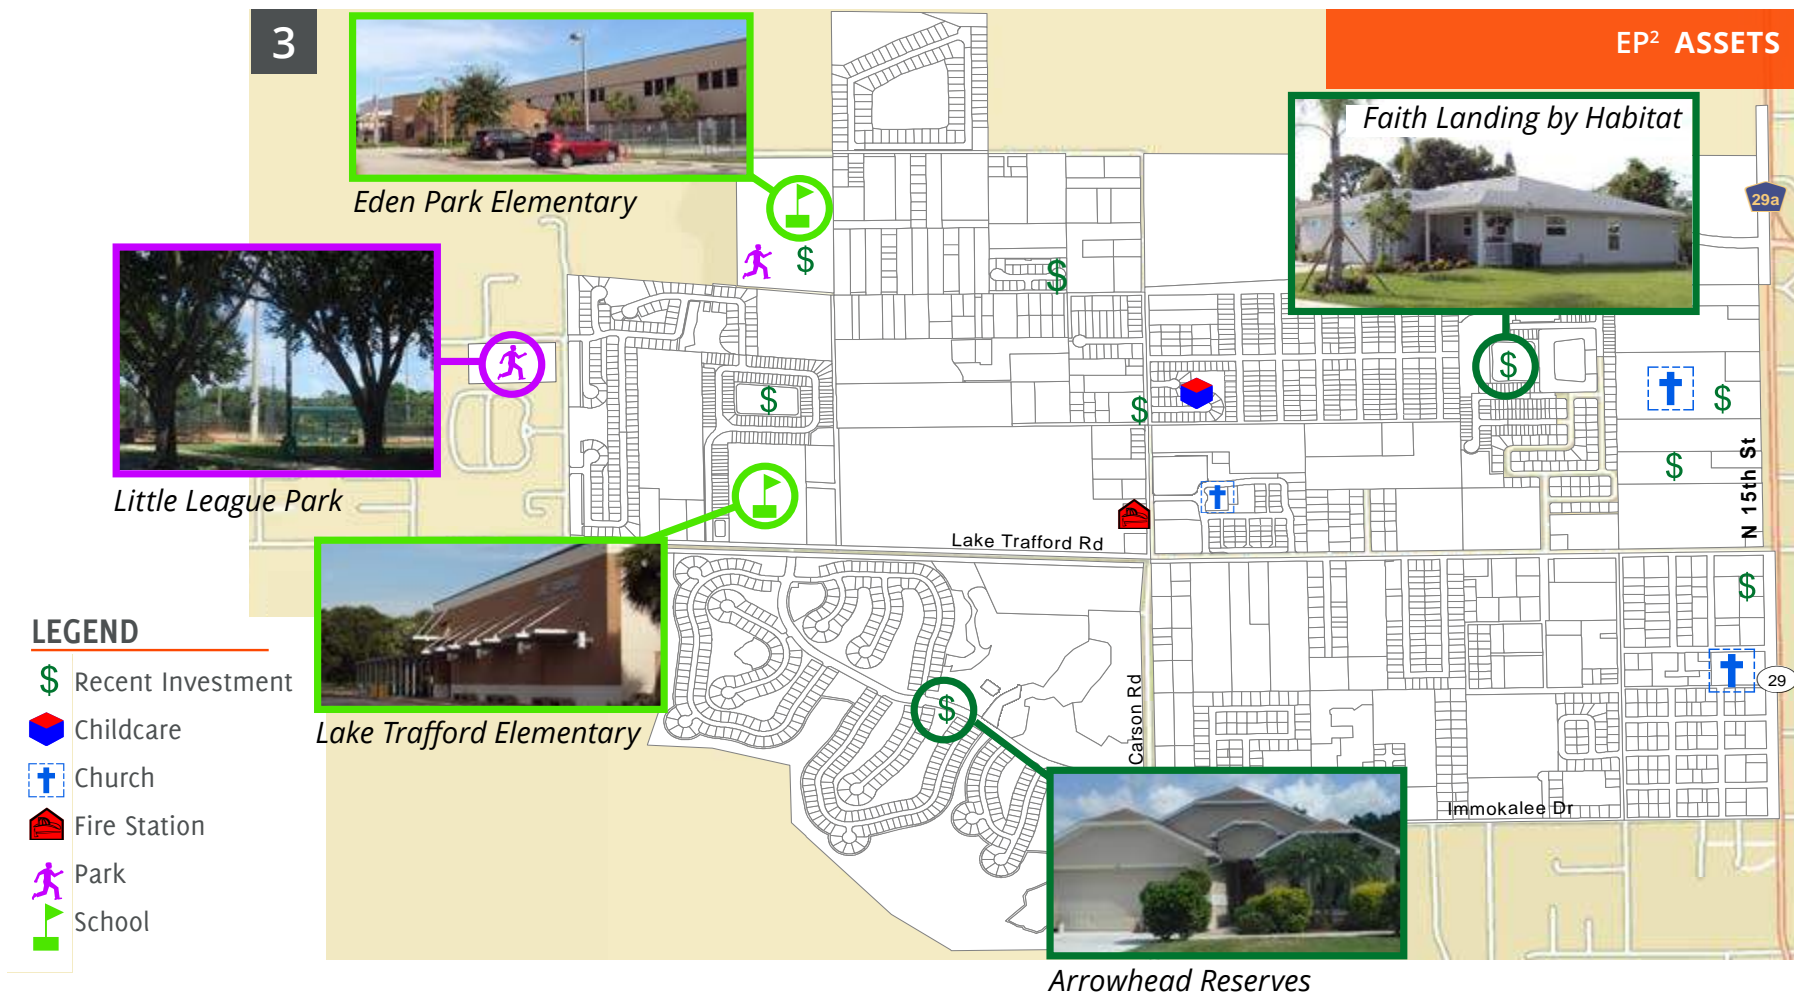 3
EP² ASSETS
Faith Landing by Habitat
Eden Park Elementary
29a
$
$
$
$
$
$
$
Little League Park
N 15th St
Lake Trafford Rd
$
LEGEND
$ Recent Investment
Childcare
Church
Fire Station
Park
School
Lake Trafford Elementary
29
$
Carson Rd
Immokalee Dr
Arrowhead Reserves